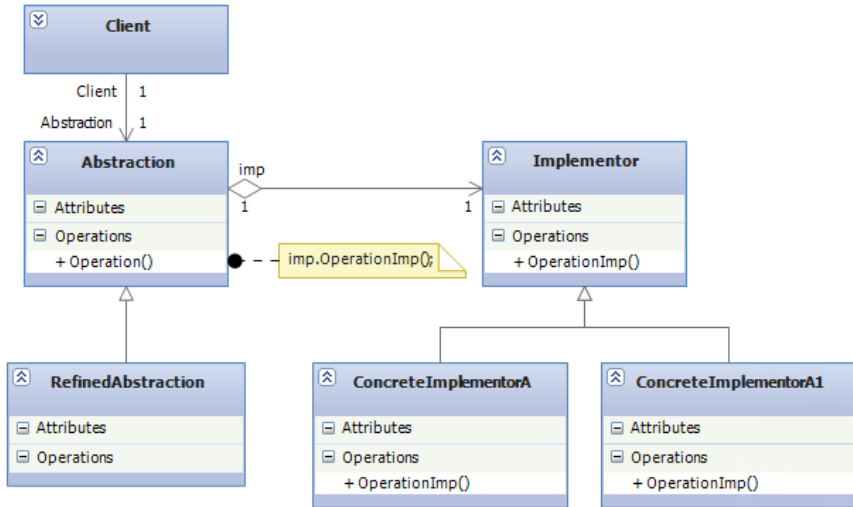 Client
Client 1
Abstraction 1
Abstraction
imp
Implementor
1 1
Attributes
Attributes
Operations
Operations
+ Operation()
imp.OperationImp();
+ OperationImp()
RefinedAbstraction
ConcreteImplementorA
ConcreteImplementorA1
Attributes
Attributes
Attributes
Operations
Operations
Operations
+ OperationImp()
+ OperationImp()